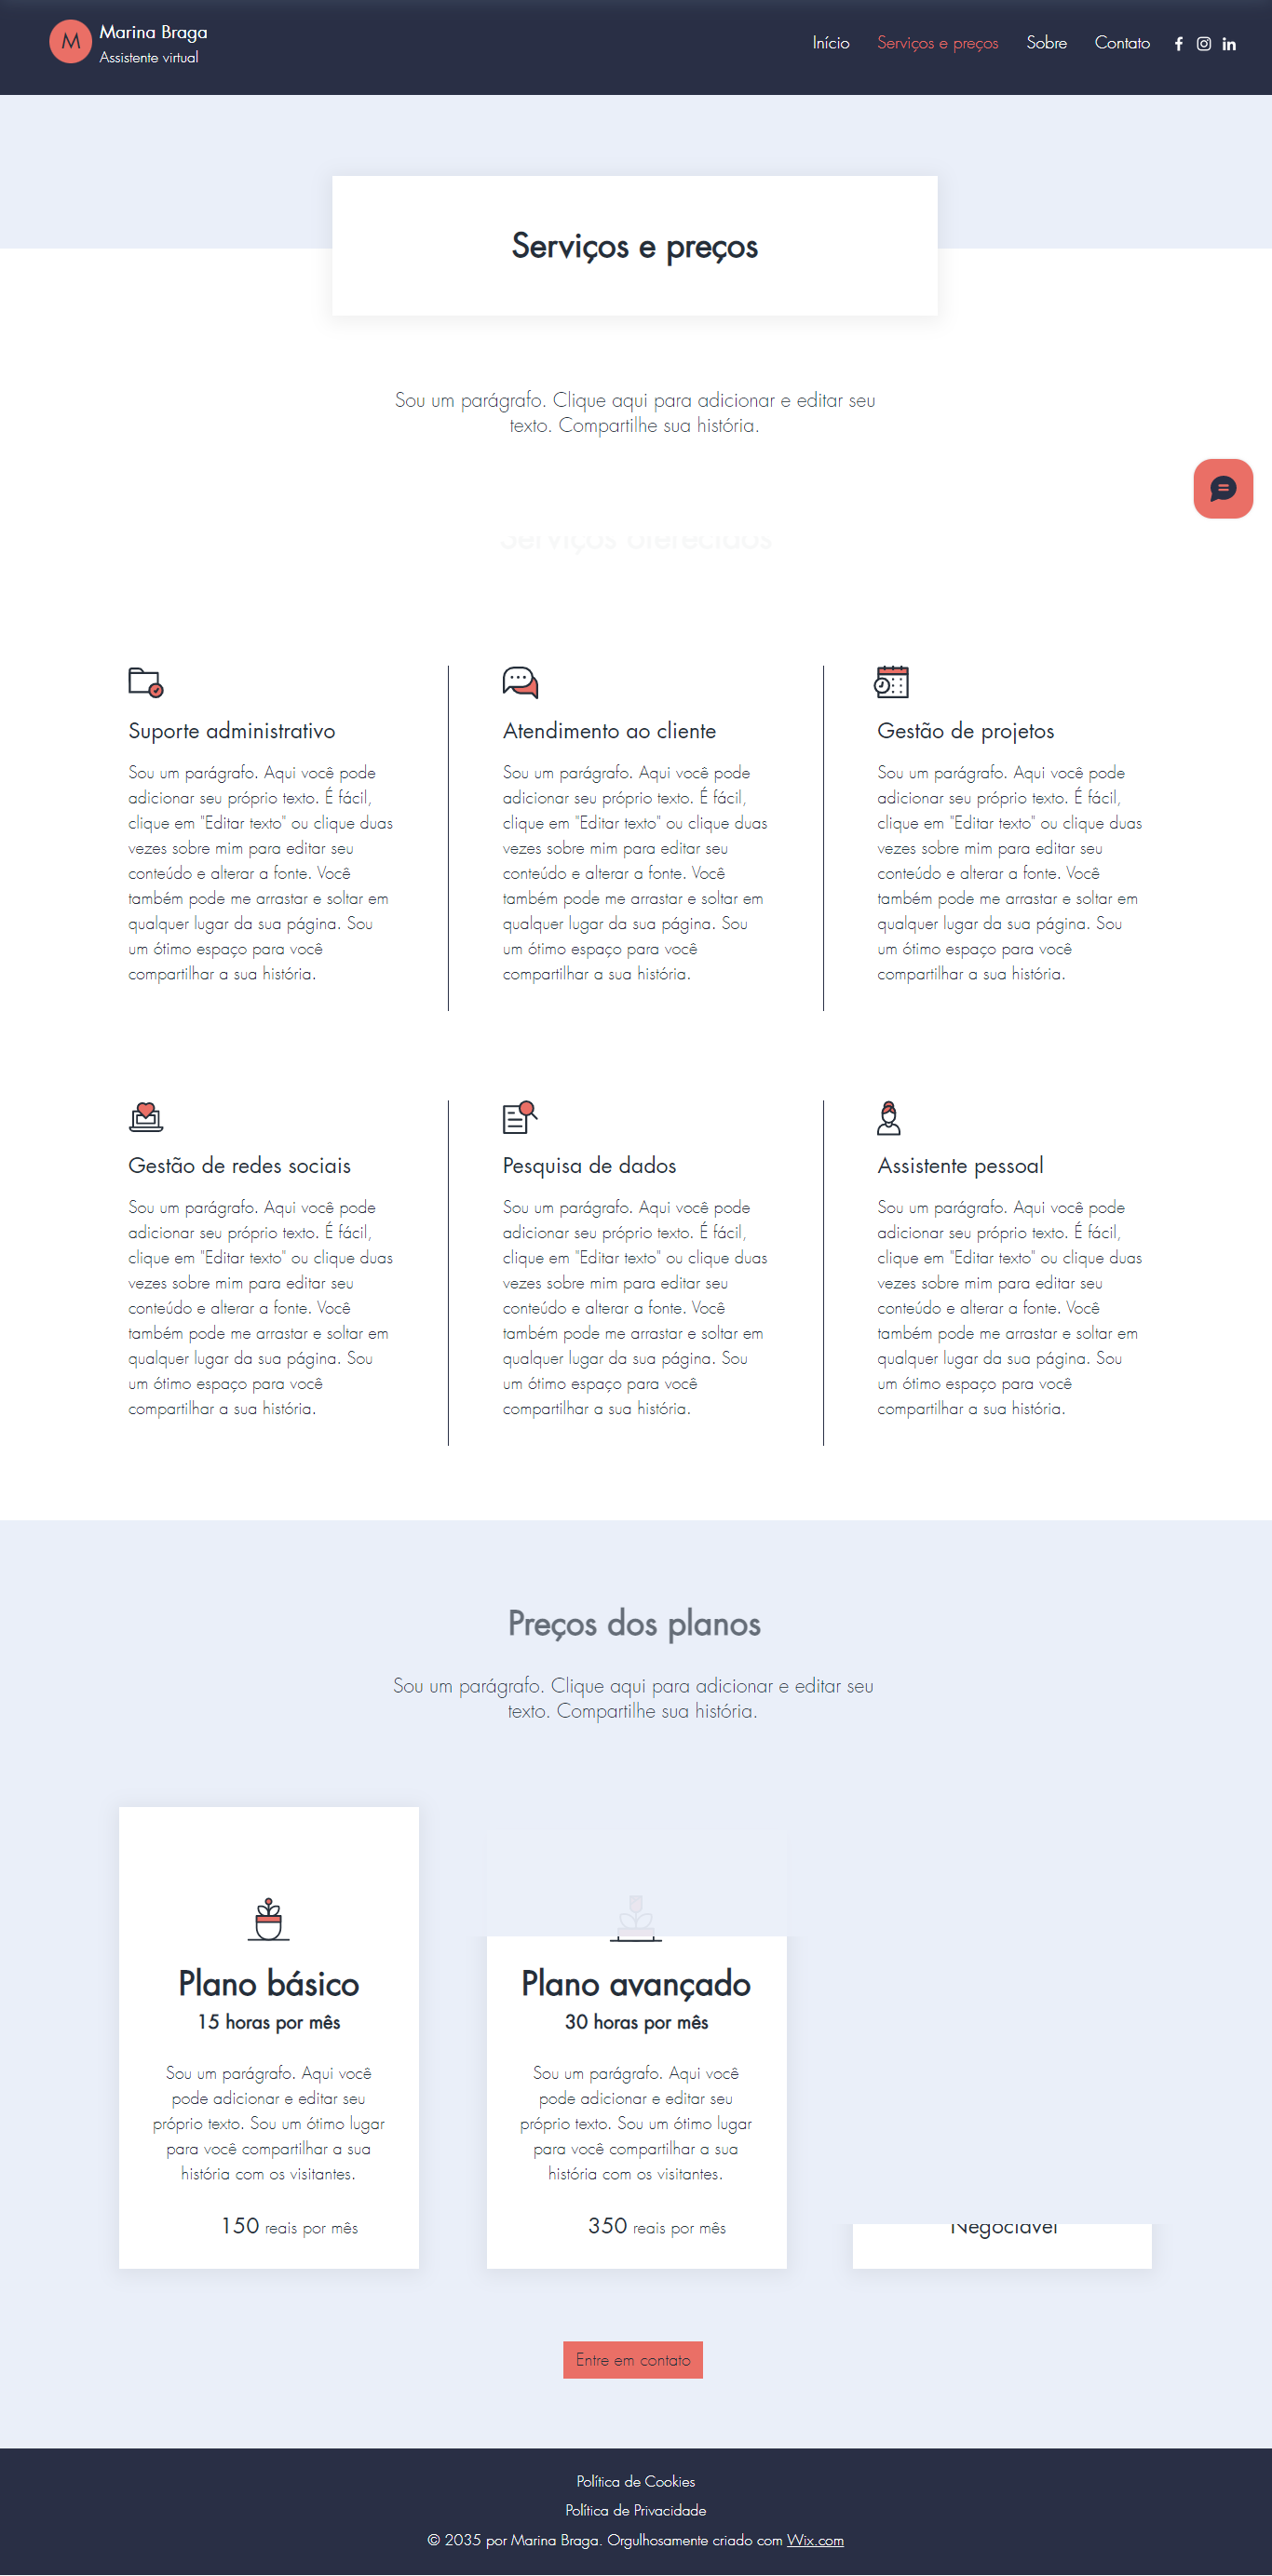 M
Marina Braga
Assistente virtual
Início
Serviços e preços
Sobre
Contato
Serviços e preços
Sou um parágrafo. Clique aqui para adicionar e editar seu
texto. Compartilhe sua história.
Serviços oferecidos
Suporte administrativo
Sou um parágrafo. Aqui você pode
adicionar seu próprio texto. É fácil,
clique em "Editar texto" ou clique duas
vezes sobre mim para editar seu
conteúdo e alterar a fonte. Você
também pode me arrastar e soltar em
qualquer lugar da sua página. Sou
um ótimo espaço para você
compartilhar a sua história.
Atendimento ao cliente
Sou um parágrafo. Aqui você pode
adicionar seu próprio texto. É fácil,
clique em "Editar texto" ou clique duas
vezes sobre mim para editar seu
conteúdo e alterar a fonte. Você
também pode me arrastar e soltar em
qualquer lugar da sua página. Sou
um ótimo espaço para você
compartilhar a sua história.
Gestão de projetos
Sou um parágrafo. Aqui você pode
adicionar seu próprio texto. É fácil,
clique em "Editar texto" ou clique duas
vezes sobre mim para editar seu
conteúdo e alterar a fonte. Você
também pode me arrastar e soltar em
qualquer lugar da sua página. Sou
um ótimo espaço para você
compartilhar a sua história.
Gestão de redes sociais
Sou um parágrafo. Aqui você pode
adicionar seu próprio texto. É fácil,
clique em "Editar texto" ou clique duas
vezes sobre mim para editar seu
conteúdo e alterar a fonte. Você
também pode me arrastar e soltar em
qualquer lugar da sua página. Sou
um ótimo espaço para você
compartilhar a sua história.
Pesquisa de dados
Sou um parágrafo. Aqui você pode
adicionar seu próprio texto. É fácil,
clique em "Editar texto" ou clique duas
vezes sobre mim para editar seu
conteúdo e alterar a fonte. Você
também pode me arrastar e soltar em
qualquer lugar da sua página. Sou
um ótimo espaço para você
compartilhar a sua história.
Assistente pessoal
Sou um parágrafo. Aqui você pode
adicionar seu próprio texto. É fácil,
clique em "Editar texto" ou clique duas
vezes sobre mim para editar seu
conteúdo e alterar a fonte. Você
também pode me arrastar e soltar em
qualquer lugar da sua página. Sou
um ótimo espaço para você
compartilhar a sua história.
Preços dos planos
Sou um parágrafo. Clique aqui para adicionar e editar seu
texto. Compartilhe sua história.
Plano básico
15 horas por mês
Sou um parágrafo. Aqui você
pode adicionar e editar seu
próprio texto. Sou um ótimo lugar
para você compartilhar a sua
história com os visitantes.
150 reais por mês
Plano avançado
30 horas por mês
Sou um parágrafo. Aqui você
pode adicionar e editar seu
próprio texto. Sou um ótimo lugar
para você compartilhar a sua
história com os visitantes.
350 reais por mês
Negociável
Entre em contato
Política de Cookies
Política de Privacidade
© 2035 por Marina Braga. Orgulhosamente criado com Wix.com